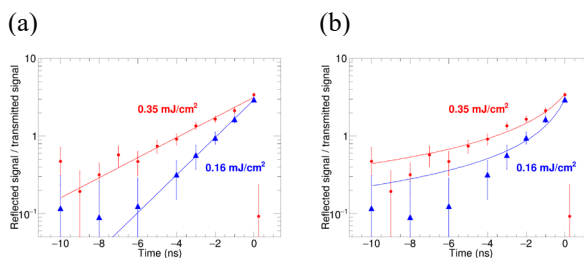 (a)
(b)
Reflected signal / transmitted signal
10
1
10⁻¹
0.35 mJ/cm²
0.16 mJ/cm²
−10 −8 −6 −4 −2 0
Time (ns)
Reflected signal / transmitted signal
10
1
10⁻¹
0.35 mJ/cm²
0.16 mJ/cm²
−10 −8 −6 −4 −2 0
Time (ns)